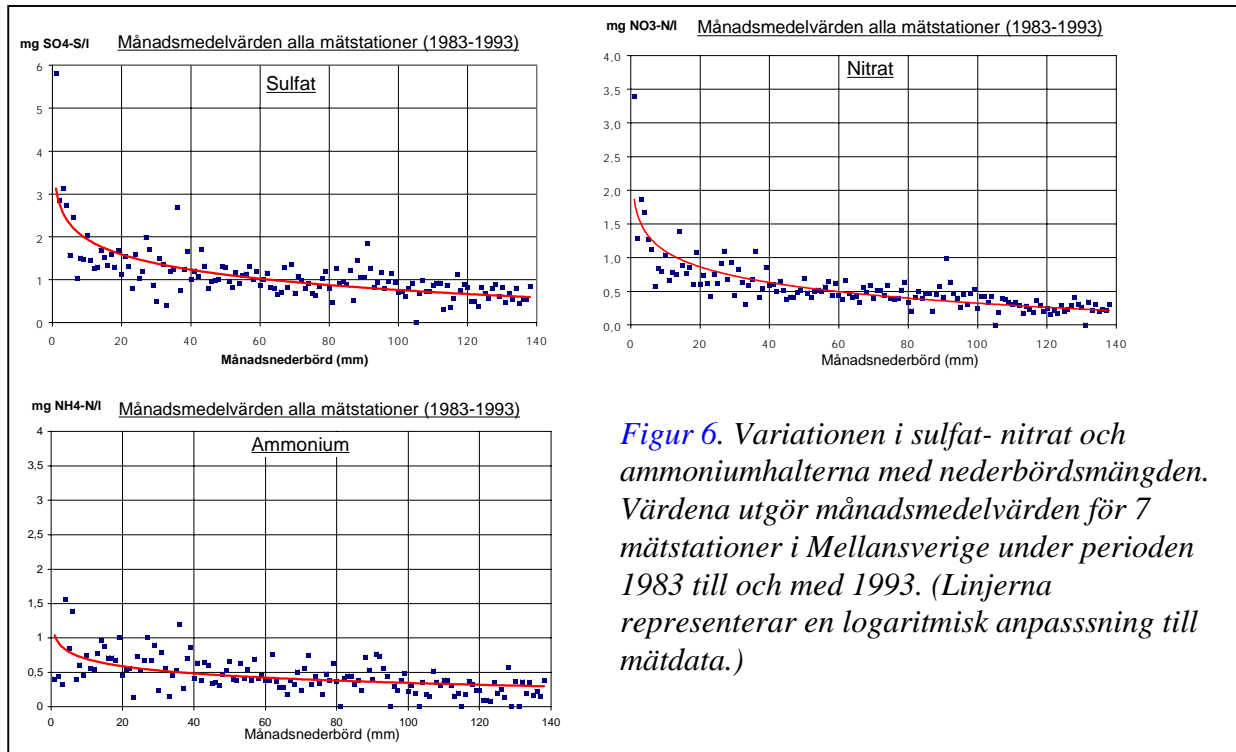 mg SO4-S/l
Månadsmedelvärden alla mätstationer (1983-1993)
Sulfat
6
5
4
3
2
1
0
0 20 40 60 80 100 120 140
Månadsnederbörd (mm)
mg NO3-N/l
Månadsmedelvärden alla mätstationer (1983-1993)
Nitrat
4,0
3,5
3,0
2,5
2,0
1,5
1,0
0,5
0,0
0 20 40 60 80 100 120 140
Månadsnederbörd (mm)
mg NH4-N/l
Månadsmedelvärden alla mätstationer (1983-1993)
Ammonium
4
3,5
3
2,5
2
1,5
1
0,5
0
0 20 40 60 80 100 120 140
Månadsnederbörd (mm)
Figur 6. Variationen i sulfat- nitrat och
ammoniumhalterna med nederbördsmängden.
Värdena utgör månadsmedelvärden för 7
mätstationer i Mellansverige under perioden
1983 till och med 1993. (Linjerna
representerar en logaritmisk anpasssning till
mätdata.)